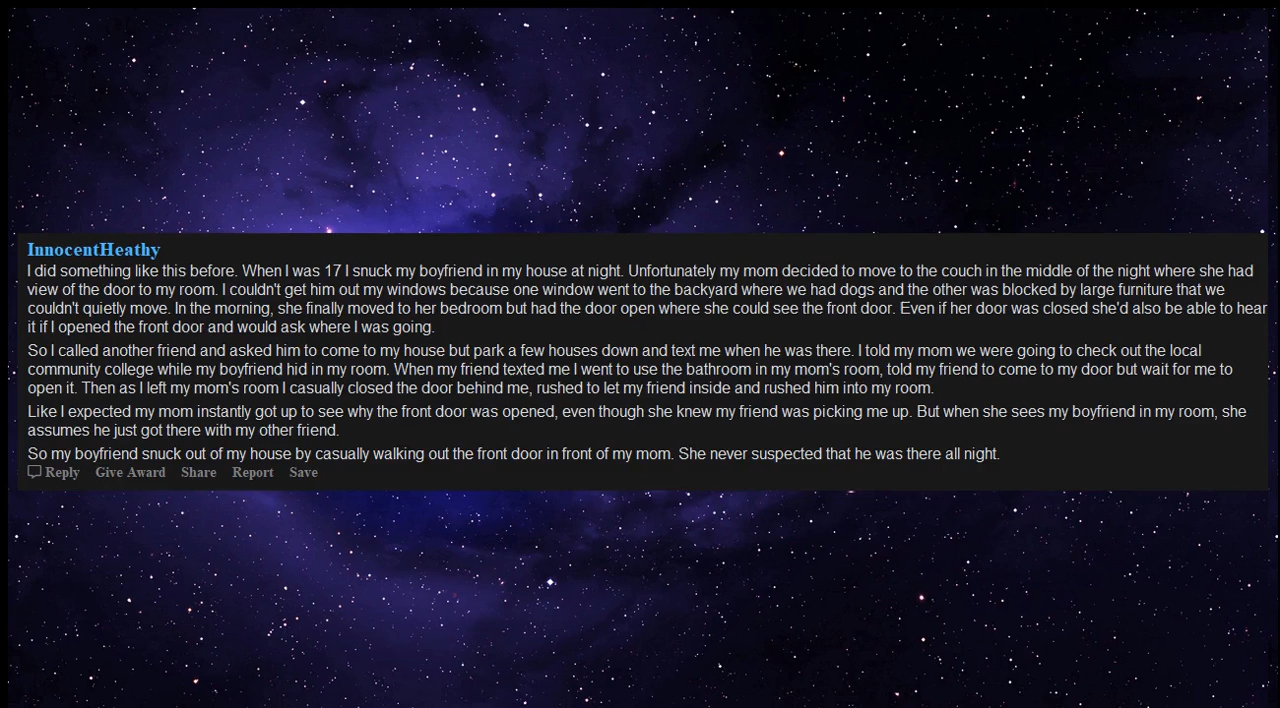 InnocentHeathy
I did something like this before. When I was 17 I snuck my boyfriend in my house at night. Unfortunately my mom decided to move to the couch in the middle of the night where she had
view of the door to my room. I couldn't get him out my windows because one window went to the backyard where we had dogs and the other was blocked by large furniture that we
couldn't quietly move. In the morning, she finally moved to her bedroom but had the door open where she could see the front door. Even if her door was closed she'd also be able to hear
it if I opened the front door and would ask where I was going.
So I called another friend and asked him to come to my house but park a few houses down and text me when he was there. I told my mom we were going to check out the local
community college while my boyfriend hid in my room. When my friend texted me I went to use the bathroom in my mom's room, told my friend to come to my door but wait for me to
open it. Then as I left my mom's room I casually closed the door behind me, rushed to let my friend inside and rushed him into my room.
Like I expected my mom instantly got up to see why the front door was opened, even though she knew my friend was picking me up. But when she sees my boyfriend in my room, she
assumes he just got there with my other friend.
So my boyfriend snuck out of my house by casually walking out the front door in front of my mom. She never suspected that he was there all night.
Reply Give Award Share Report Save